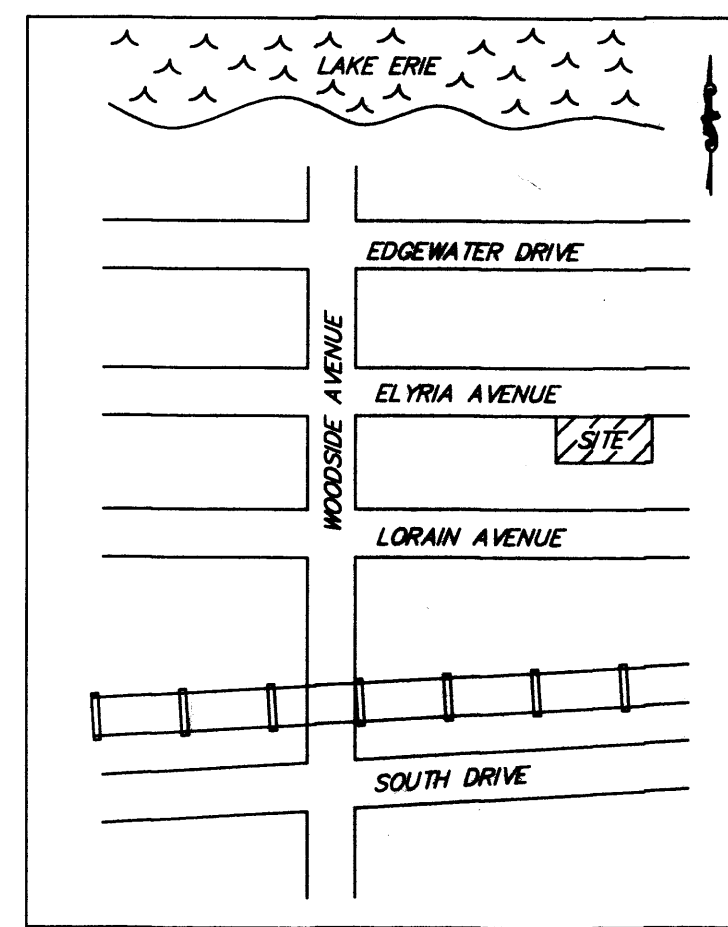 LAKE ERIE
EDGEWATER DRIVE
WOODSIDE AVENUE
ELYRIA AVENUE
SITE
LORAIN AVENUE
SOUTH DRIVE